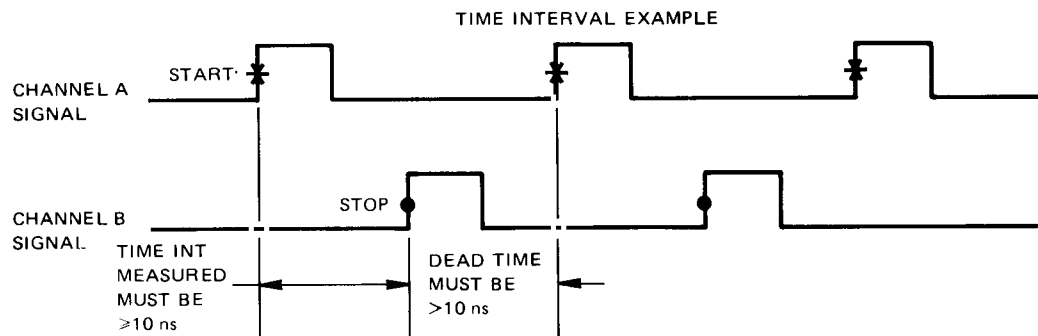 TIME INTERVAL EXAMPLE
START
CHANNEL A
SIGNAL
STOP
CHANNEL B
SIGNAL
TIME INT
MEASURED
MUST BE
≥10 ns
DEAD TIME
MUST BE
>10 ns